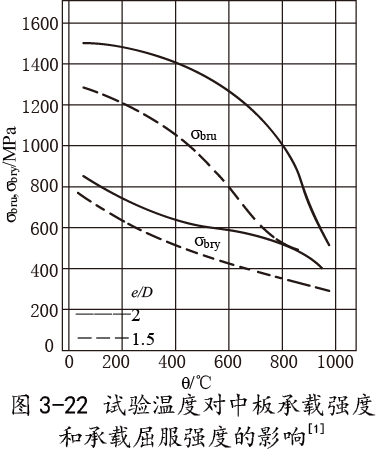 1600
1400
1200
1000
800
600
400
200
0
σbru,σbry/MPa
σbru
σbry
e/D
2
1.5
0 200 400 600 800 1000
θ/℃
图 3-22 试验温度对中板承载强度
和承载屈服强度的影响[1]